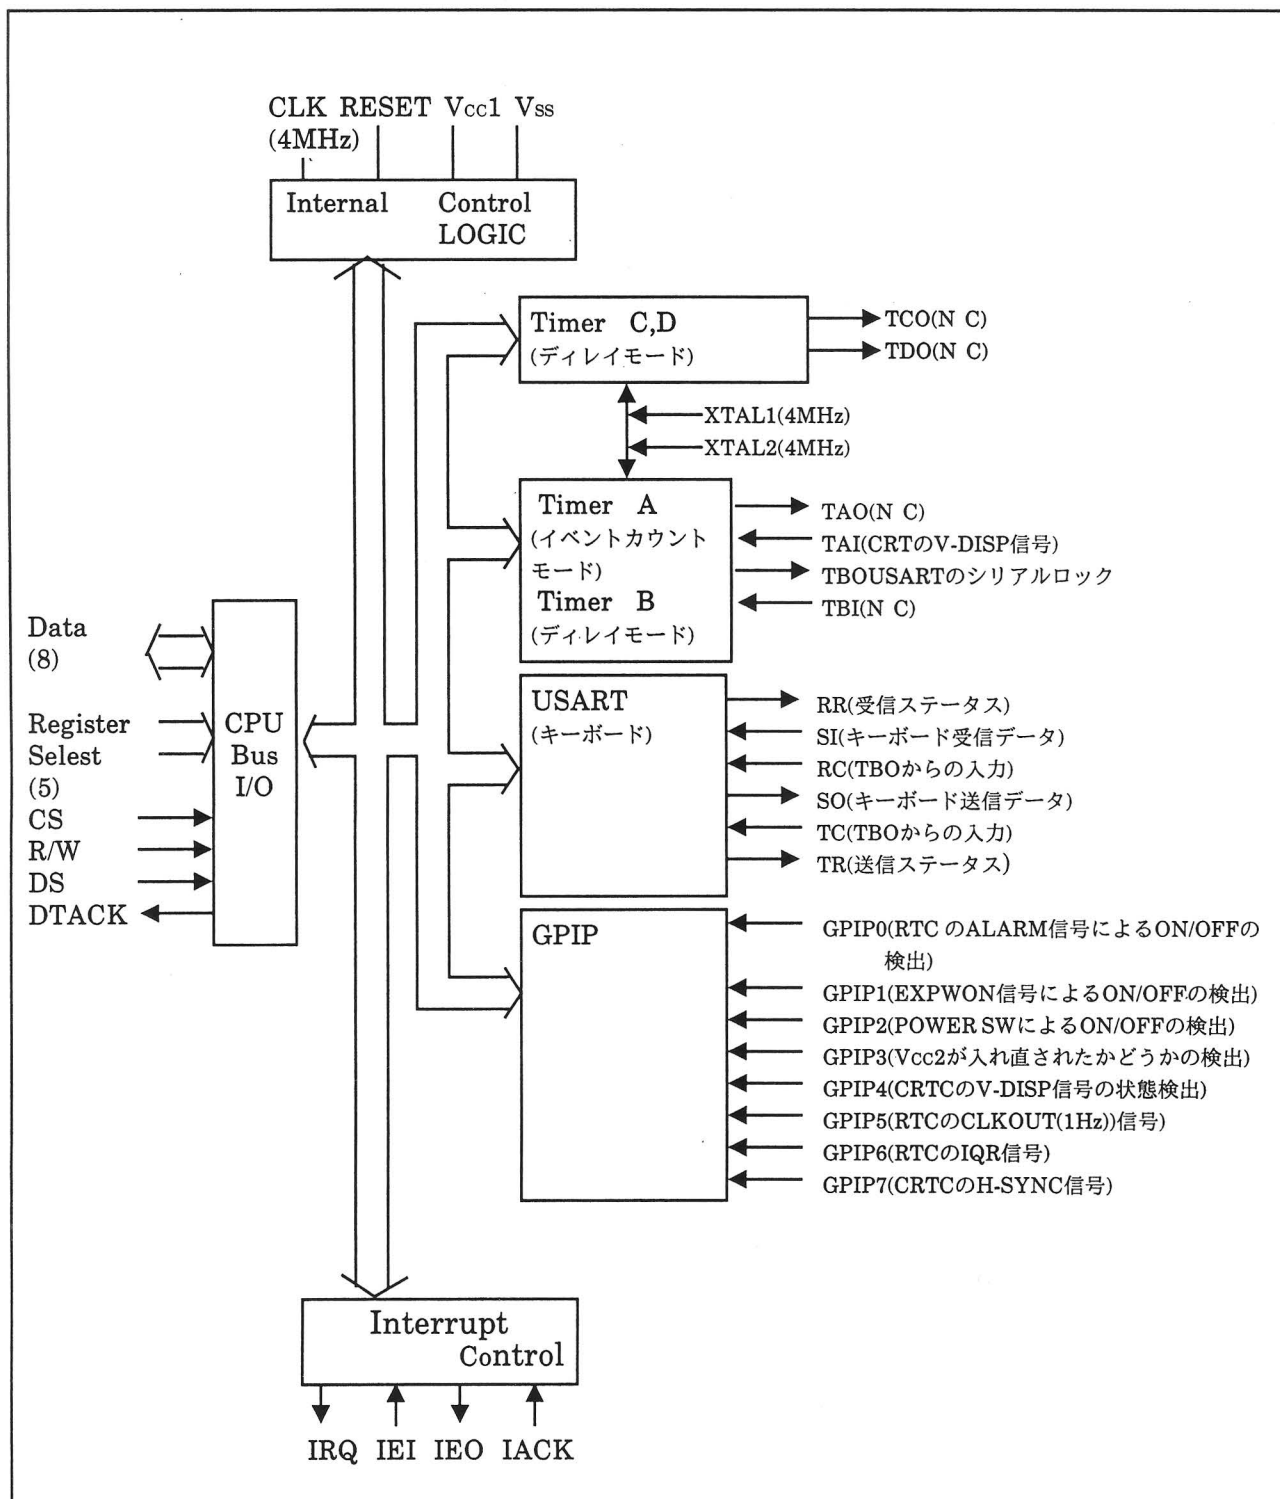 CLK RESET Vcc1 Vss
(4MHz)
Internal Control
LOGIC
Timer C,D
(ディレイモード)
TCO(N C)
TDO(N C)
XTAL1(4MHz)
XTAL2(4MHz)
Timer A
(イベントカウント
モード)
Timer B
(ディレイモード)
TAO(N C)
TAI(CRTのV-DISP信号)
TBOUSARTのシリアルロック
TBI(N C)
Data
(8)
Register
Selest
(5)
CS
R/W
DS
DTACK
CPU
Bus
I/O
USART
(キーボード)
RR(受信ステータス)
SI(キーボード受信データ)
RC(TBOからの入力)
SO(キーボード送信データ)
TC(TBOからの入力)
TR(送信ステータス)
GPIP
GPIP0(RTC のALARM信号によるON/OFFの
検出)
GPIP1(EXPWON信号によるON/OFFの検出)
GPIP2(POWER SWによるON/OFFの検出)
GPIP3(Vcc2が入れ直されたかどうかの検出)
GPIP4(CRTCのV-DISP信号の状態検出)
GPIP5(RTCのCLKOUT(1Hz))信号)
GPIP6(RTCのIQR信号)
GPIP7(CRTCのH-SYNC信号)
Interrupt
Control
IRQ IEI IEO IACK